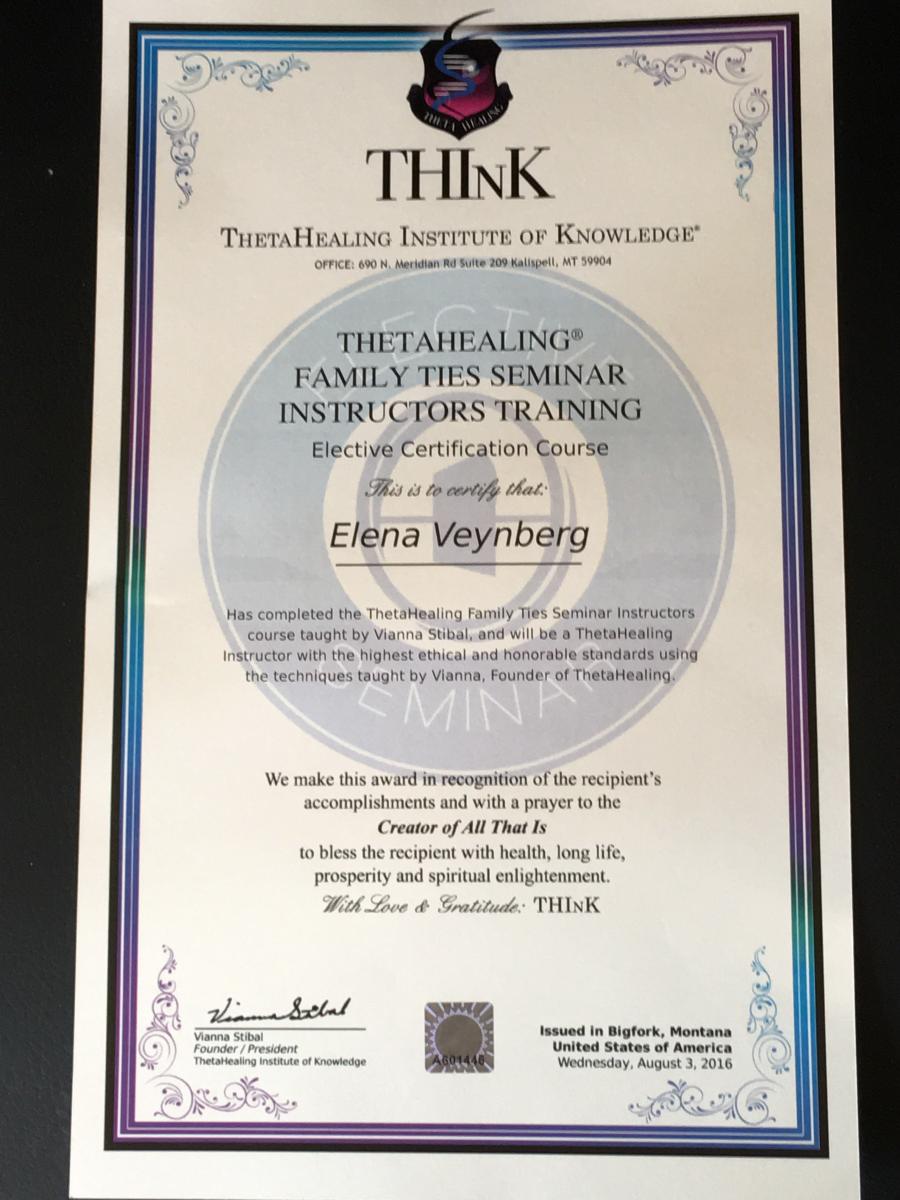 THETA HEALING
THInK
THETAHEALING INSTITUTE OF KNOWLEDGE®
OFFICE: 690 N. Meridian Rd Suite 209 Kalispell, MT 59904
ELECTIVE
THETAHEALING®
FAMILY TIES SEMINAR
INSTRUCTORS TRAINING
Elective Certification Course
This is to certify that:
Elena Veynberg
Has completed the ThetaHealing Family Ties Seminar Instructors
course taught by Vianna Stibal, and will be a ThetaHealing
Instructor with the highest ethical and honorable standards using
the techniques taught by Vianna, Founder of ThetaHealing.
SEMINAR
We make this award in recognition of the recipient's
accomplishments and with a prayer to the
Creator of All That Is
to bless the recipient with health, long life,
prosperity and spiritual enlightenment.
With Love & Gratitude: THInK
Vianna Stibal
Vianna Stibal
Founder / President
ThetaHealing Institute of Knowledge
A601446
Issued in Bigfork, Montana
United States of America
Wednesday, August 3, 2016